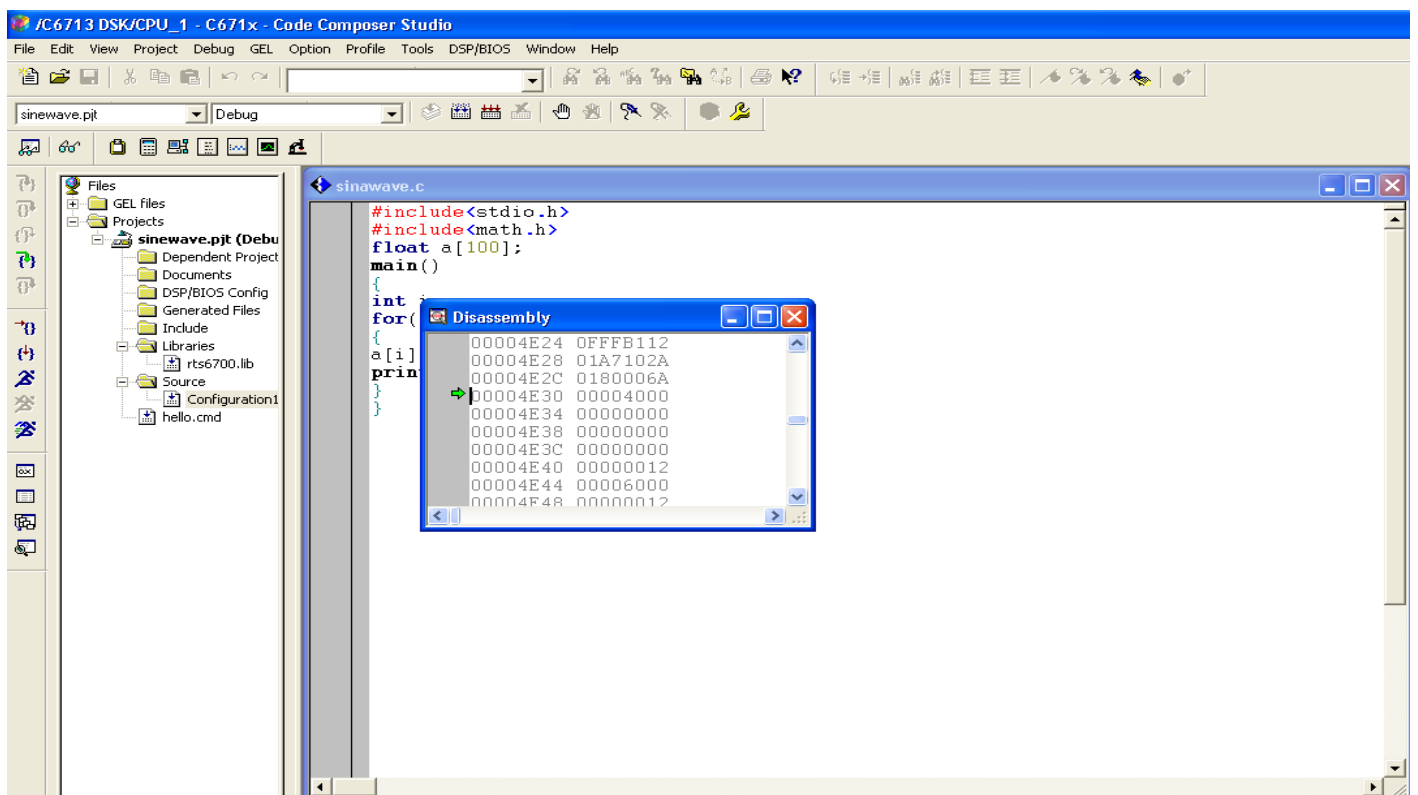 /C6713 DSK/CPU_1 - C671x - Code Composer Studio
File Edit View Project Debug GEL Option Profile Tools DSP/BIOS Window Help
sinewave.pjt Debug
Files
GEL files
Projects
sinewave.pjt (Debu
Dependent Project
Documents
DSP/BIOS Config
Generated Files
Include
Libraries
rts6700.lib
Source
Configuration1
hello.cmd
sinawave.c
#include<stdio.h>
#include<math.h>
float a[100];
main()
{
int
for(
{
a[i]
prin
}
}
Disassembly
00004E24 0FFFB112
00004E28 01A7102A
00004E2C 0180006A
00004E30 00004000
00004E34 00000000
00004E38 00000000
00004E3C 00000000
00004E40 00000012
00004E44 00006000
00004E48 00000012